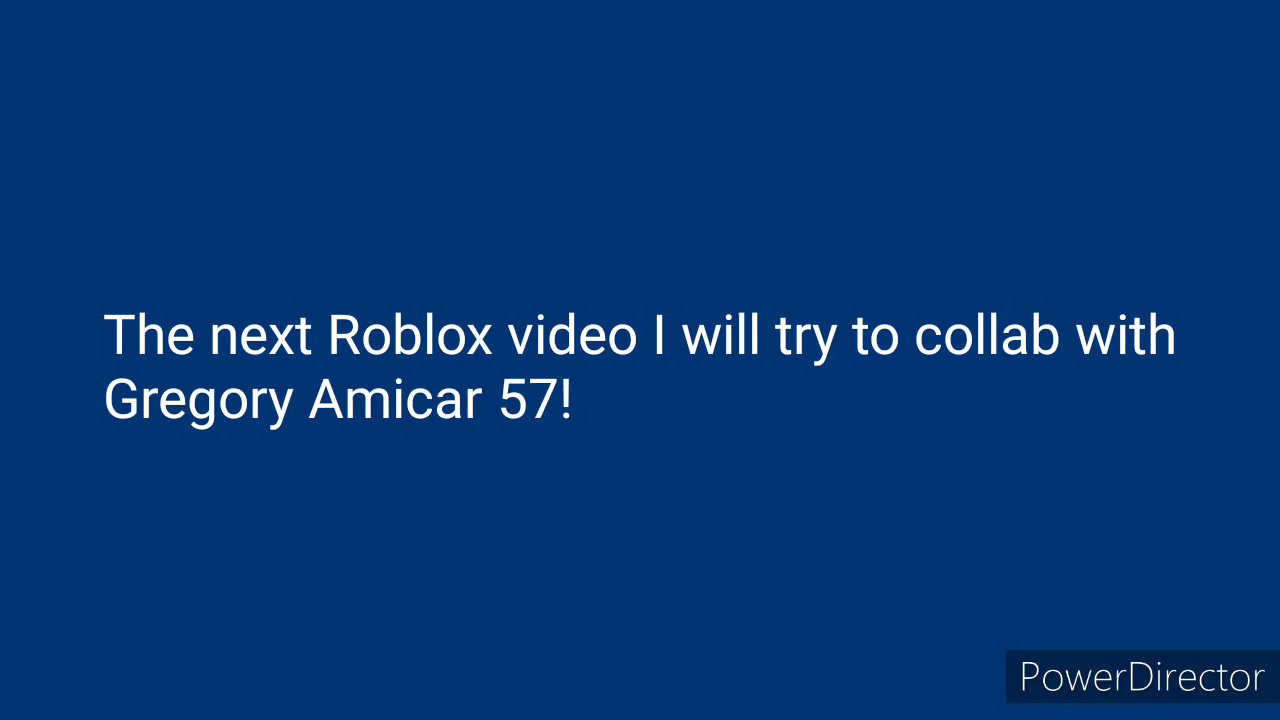 The next Roblox video I will try to collab with
Gregory Amicar 57!
PowerDirector